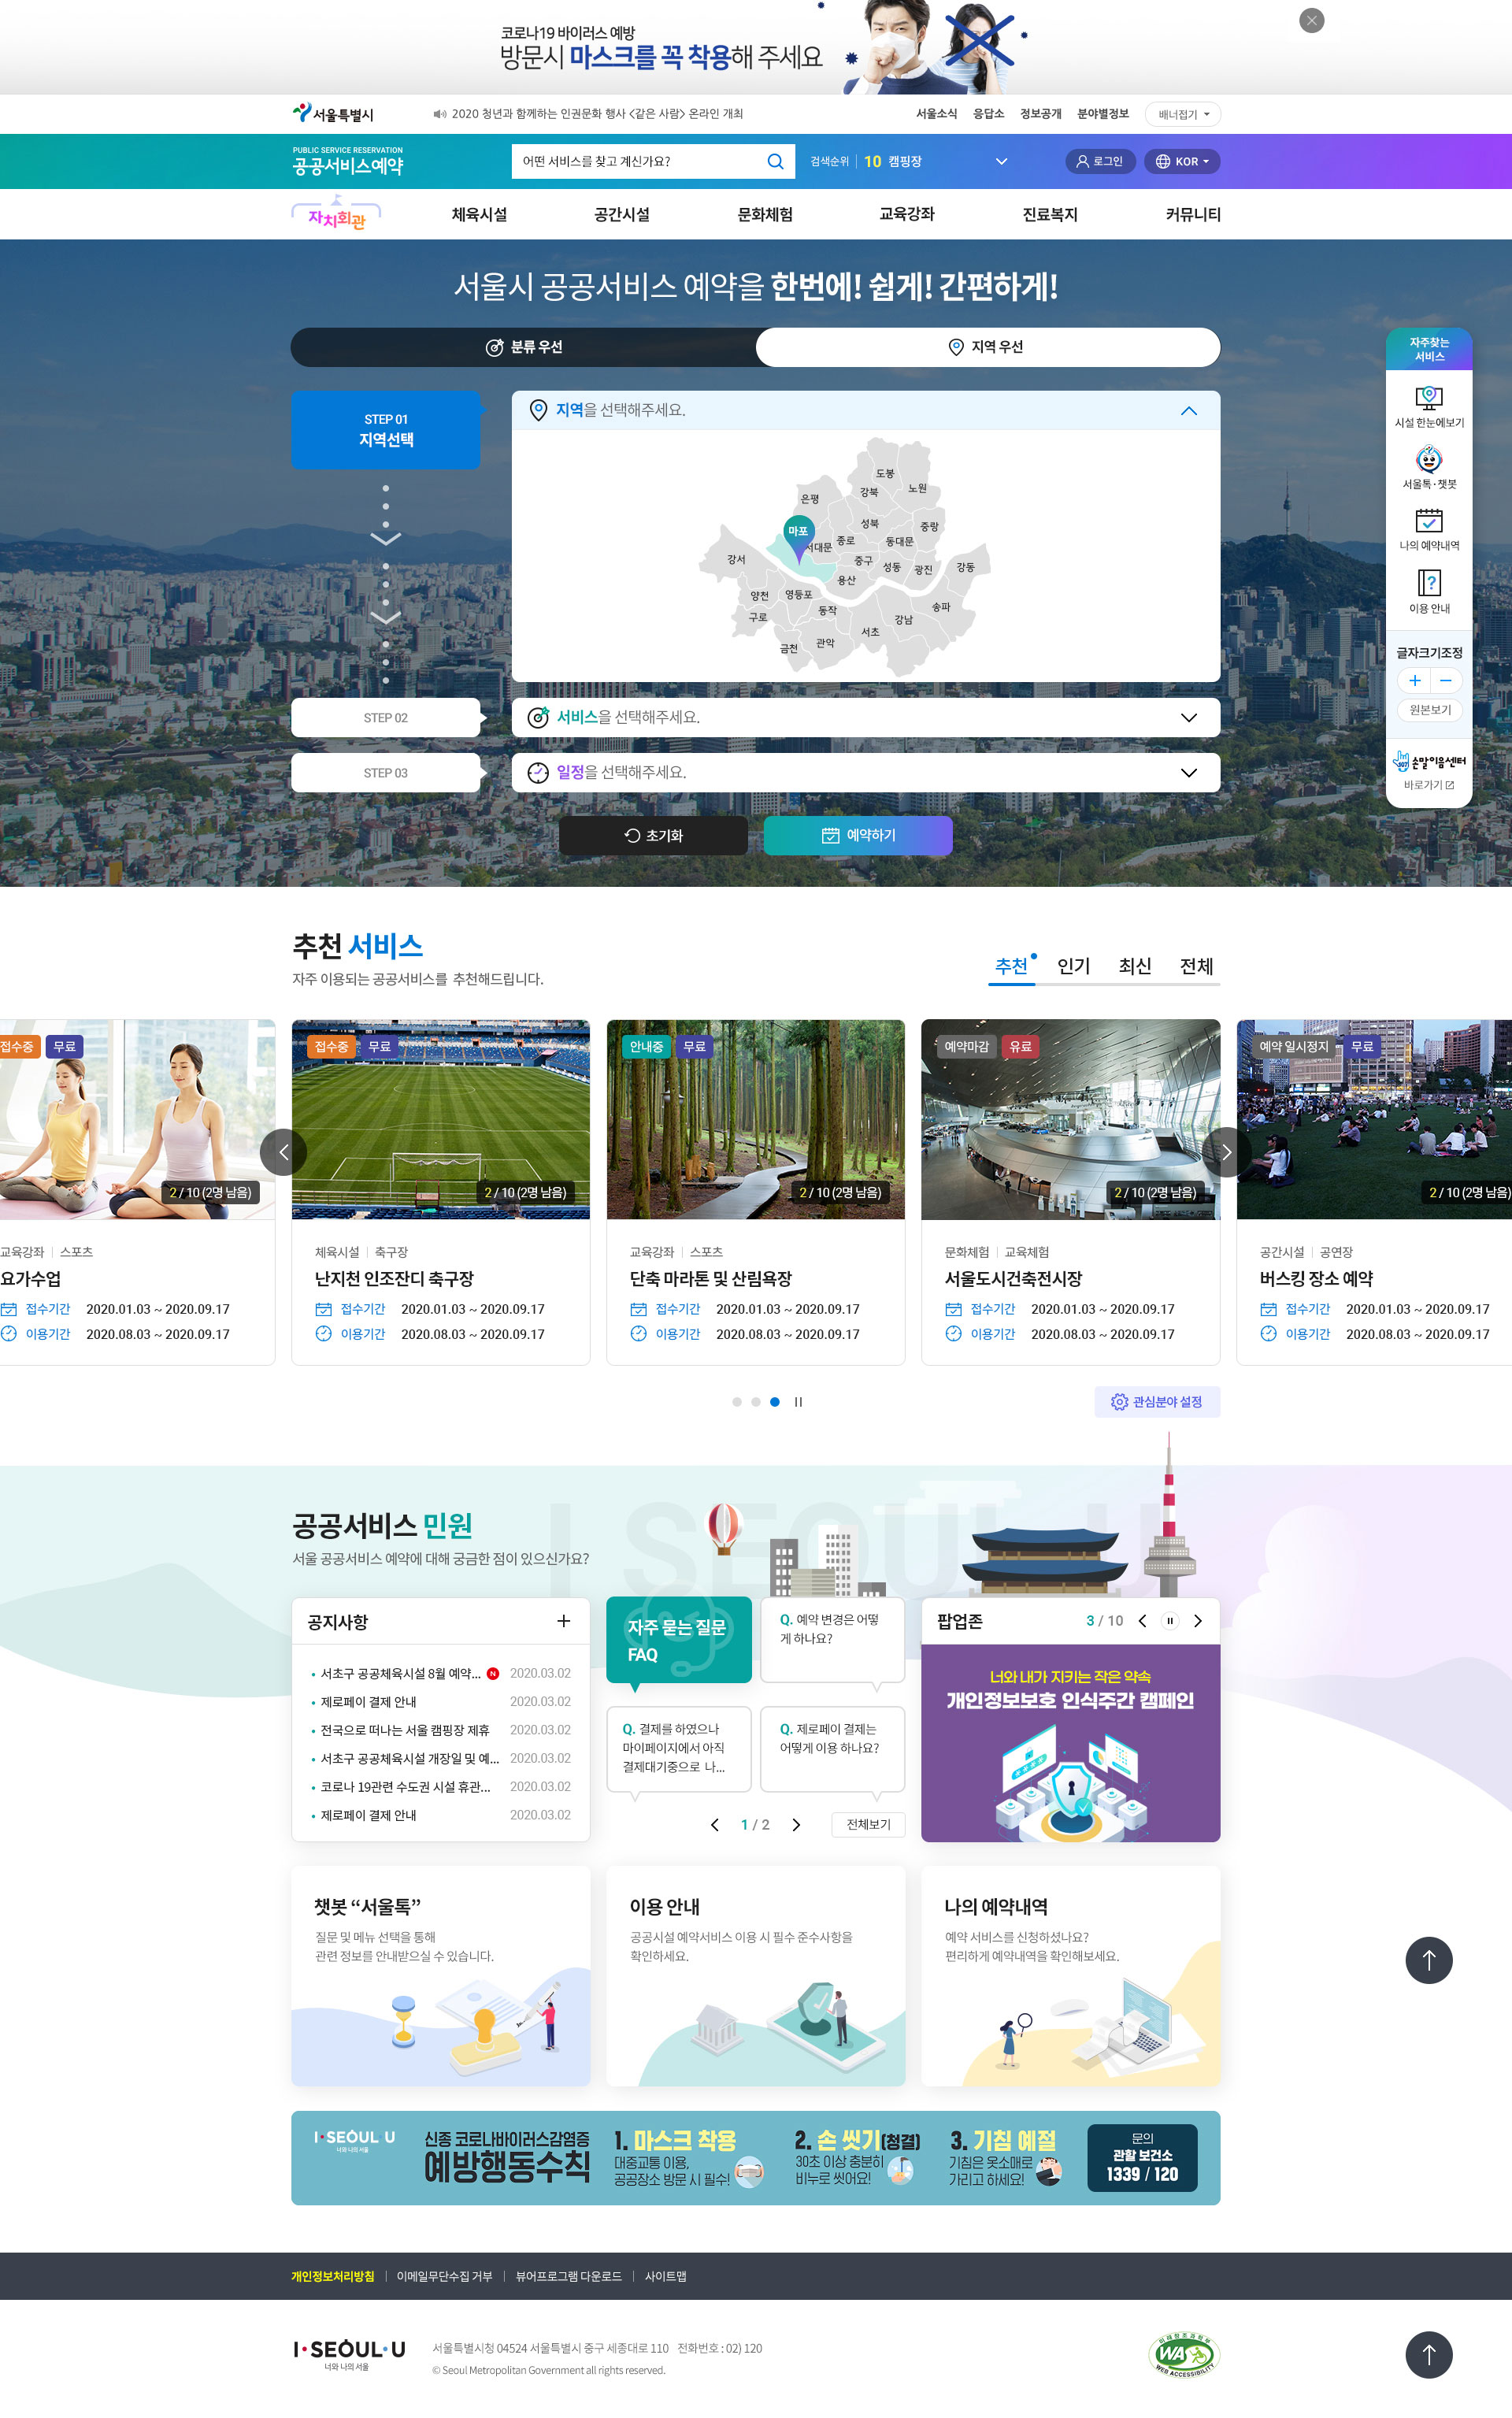 코로나19 바이러스 예방
방문시 마스크를 꼭 착용해 주세요
서울특별시
2020 청년과 함께하는 인권문화 행사 <같은 사람> 온라인 개최
서울소식 응답소 정보공개 분야별정보 배너접기
PUBLIC SERVICE RESERVATION
공공서비스예약
어떤 서비스를 찾고 계신가요?
검색순위 10 캠핑장
로그인 KOR
자치회관 체육시설 공간시설 문화체험 교육강좌 진료복지 커뮤니티
서울시 공공서비스 예약을 한번에! 쉽게! 간편하게!
분류 우선 지역 우선
STEP 01
지역선택
지역을 선택해주세요.
도봉
강북 노원
은평
성북 중랑
마포 서대문 종로 동대문
강서 중구 성동 광진 강동
용산
양천 영등포
구로 동작 강남 송파
서초
금천 관악
STEP 02
서비스을 선택해주세요.
STEP 03
일정을 선택해주세요.
초기화 예약하기
자주찾는
서비스
시설 한눈에보기
서울톡·챗봇
나의 예약내역
이용 안내
글자크기조정
+ −
원본보기
손말이음센터
바로가기
추천 서비스
자주 이용되는 공공서비스를 추천해드립니다.
추천 인기 최신 전체
접수중 무료
2 / 10 (2명 남음)
교육강좌 스포츠
요가수업
접수기간 2020.01.03 ~ 2020.09.17
이용기간 2020.08.03 ~ 2020.09.17
접수중 무료
2 / 10 (2명 남음)
체육시설 축구장
난지천 인조잔디 축구장
접수기간 2020.01.03 ~ 2020.09.17
이용기간 2020.08.03 ~ 2020.09.17
안내중 무료
2 / 10 (2명 남음)
교육강좌 스포츠
단축 마라톤 및 산림욕장
접수기간 2020.01.03 ~ 2020.09.17
이용기간 2020.08.03 ~ 2020.09.17
예약마감 유료
2 / 10 (2명 남음)
문화체험 교육체험
서울도시건축전시장
접수기간 2020.01.03 ~ 2020.09.17
이용기간 2020.08.03 ~ 2020.09.17
예약 일시정지 무료
2 / 10 (2명 남음)
공간시설 공연장
버스킹 장소 예약
접수기간 2020.01.03 ~ 2020.09.17
이용기간 2020.08.03 ~ 2020.09.17
관심분야 설정
I SEOUL U
공공서비스 민원
서울 공공서비스 예약에 대해 궁금한 점이 있으신가요?
공지사항 +
서초구 공공체육시설 8월 예약... N 2020.03.02
제로페이 결제 안내 2020.03.02
전국으로 떠나는 서울 캠핑장 제휴 2020.03.02
서초구 공공체육시설 개장일 및 예... 2020.03.02
코로나 19관련 수도권 시설 휴관... 2020.03.02
제로페이 결제 안내 2020.03.02
자주 묻는 질문
FAQ
Q. 예약 변경은 어떻
게 하나요?
Q. 결제를 하였으나
마이페이지에서 아직
결제대기중으로 나...
Q. 제로페이 결제는
어떻게 이용 하나요?
1 / 2 전체보기
팝업존 3 / 10
너와 내가 지키는 작은 약속
개인정보보호 인식주간 캠페인
챗봇 “서울톡”
질문 및 메뉴 선택을 통해
관련 정보를 안내받으실 수 있습니다.
이용 안내
공공시설 예약서비스 이용 시 필수 준수사항을
확인하세요.
나의 예약내역
예약 서비스를 신청하셨나요?
편리하게 예약내역을 확인해보세요.
I·SEOUL·U
너와 나의 서울
신종 코로나바이러스감염증
예방행동수칙
1. 마스크 착용
대중교통 이용,
공공장소 방문 시 필수!
2. 손 씻기(청결)
30초 이상 충분히
비누로 씻어요!
3. 기침 예절
기침은 옷소매로
가리고 하세요!
문의
관할 보건소
1339 / 120
개인정보처리방침 이메일무단수집 거부 뷰어프로그램 다운로드 사이트맵
I·SEOUL·U
너와 나의 서울
서울특별시청 04524 서울특별시 중구 세종대로 110 전화번호 : 02) 120
© Seoul Metropolitan Government all rights reserved.
미래창조과학부
WA
WEB ACCESSIBILITY